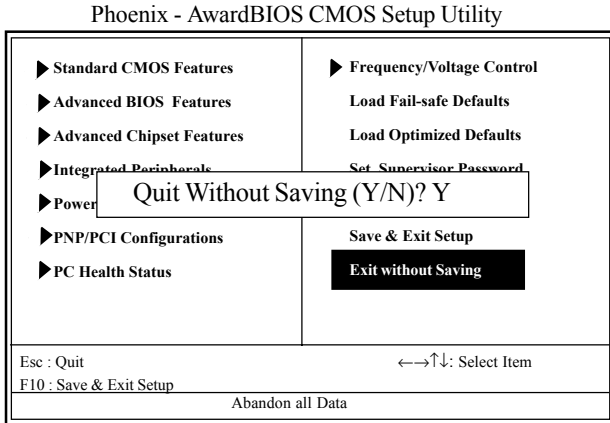 Phoenix - AwardBIOS CMOS Setup Utility
Standard CMOS Features
Advanced BIOS Features
Advanced Chipset Features
Integrated Peripherals
Power
PNP/PCI Configurations
PC Health Status
Frequency/Voltage Control
Load Fail-safe Defaults
Load Optimized Defaults
Set Supervisor Password
Save & Exit Setup
Exit without Saving
Quit Without Saving (Y/N)? Y
Esc : Quit
F10 : Save & Exit Setup
←→↑↓: Select Item
Abandon all Data